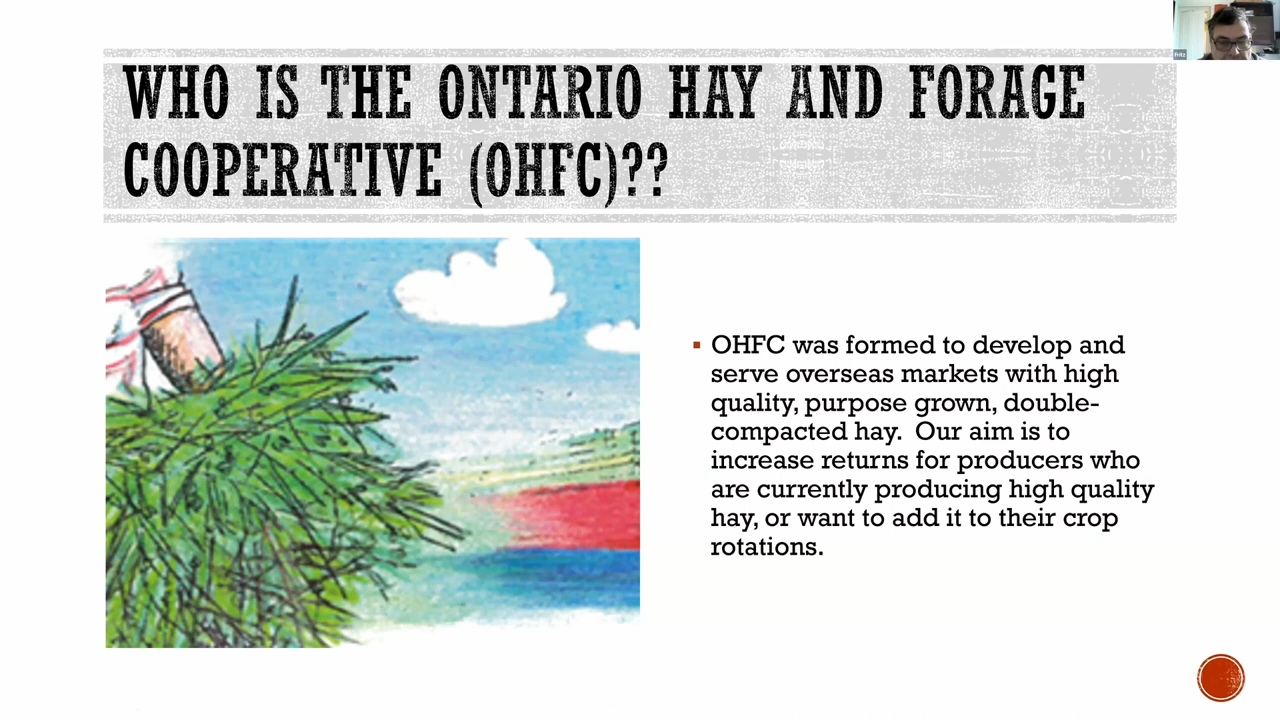 Fritz
WHO IS THE ONTARIO HAY AND FORAGE
COOPERATIVE (OHFC)??
▪ OHFC was formed to develop and
serve overseas markets with high
quality, purpose grown, double-
compacted hay.  Our aim is to
increase returns for producers who
are currently producing high quality
hay, or want to add it to their crop
rotations.